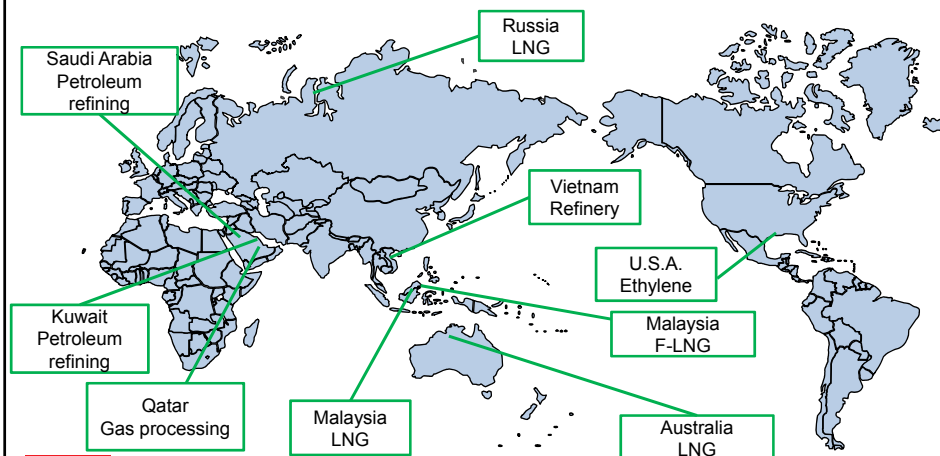 Russia
LNG
Saudi Arabia
Petroleum
refining
Vietnam
Refinery
U.S.A.
Ethylene
Kuwait
Petroleum
refining
Malaysia
F-LNG
Qatar
Gas processing
Malaysia
LNG
Australia
LNG